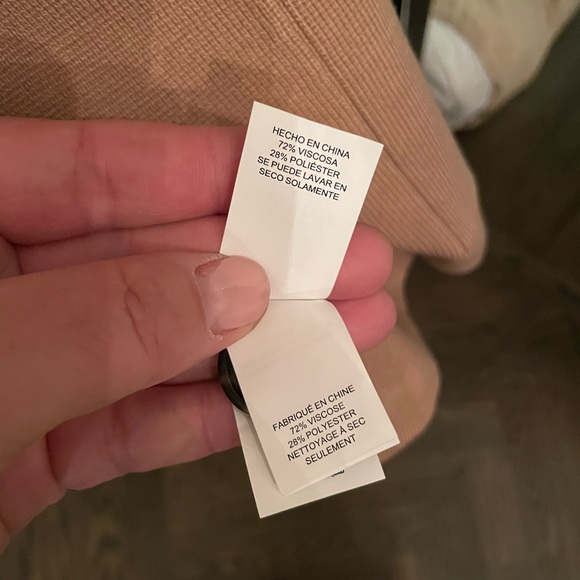 HECHO EN CHINA
72% VISCOSA
28% POLIÉSTER
SE PUEDE LAVAR EN
SECO SOLAMENTE
FABRIQUÉ EN CHINE
72% VISCOSE
28% POLYESTER
NETTOYAGE À SEC
SEULEMENT